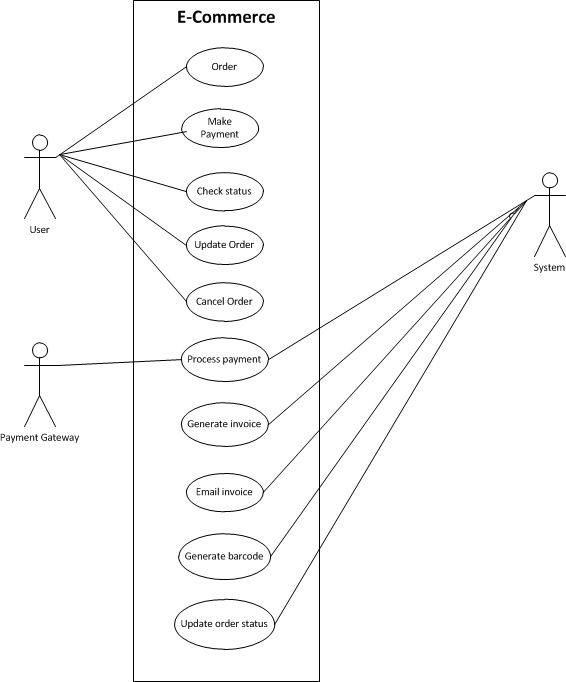 E-Commerce
Order
Make
Payment
Check status
User
Update Order
System
Cancel Order
Process payment
Payment Gateway
Generate invoice
Email invoice
Generate barcode
Update order status